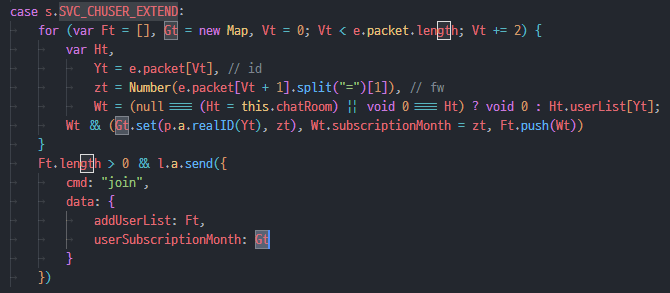 case s.SVC_CHUSER_EXTEND:
for (var Ft = [], Gt = new Map, Vt = 0; Vt < e.packet.length; Vt += 2) {
var Ht,
Yt = e.packet[Vt], // id
zt = Number(e.packet[Vt + 1].split("=")[1]), // fw
Wt = (null === (Ht = this.chatRoom) || void 0 === Ht) ? void 0 : Ht.userList[Yt];
Wt && (Gt.set(p.a.realID(Yt), zt), Wt.subscriptionMonth = zt, Ft.push(Wt))
}
Ft.length > 0 && l.a.send({
cmd: "join",
data: {
addUserList: Ft,
userSubscriptionMonth: Gt
}
})